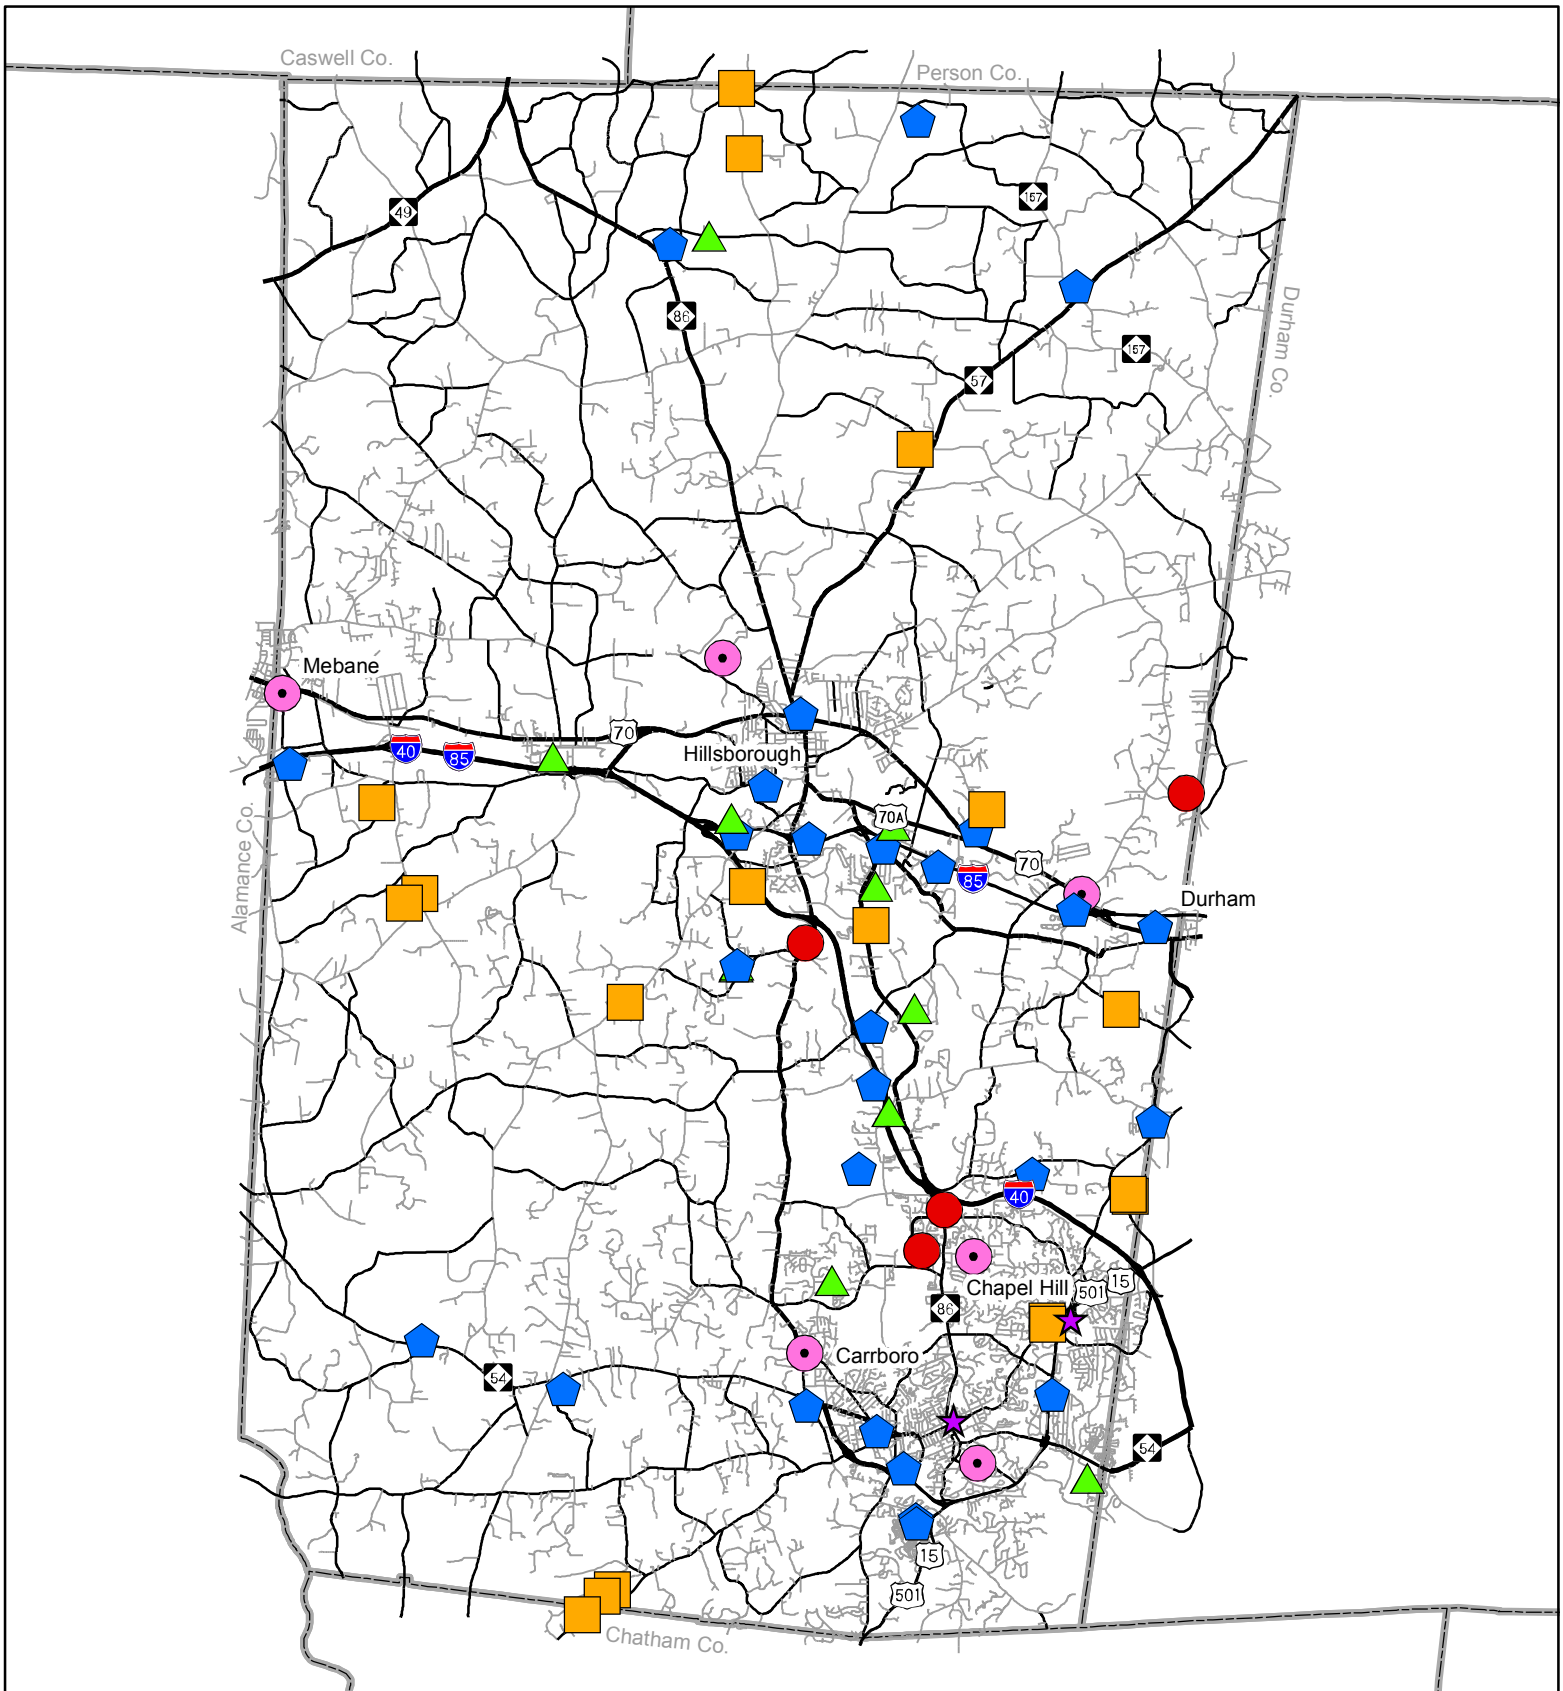 Caswell Co.
Person Co.
157
49
Durham Co.
86
157
57
Mebane
70
40
85
Hillsborough
70A
Alamance Co.
70
85
Durham
40
15
Chapel Hill
501
86
Carrboro
54
54
15
501
Chatham Co.